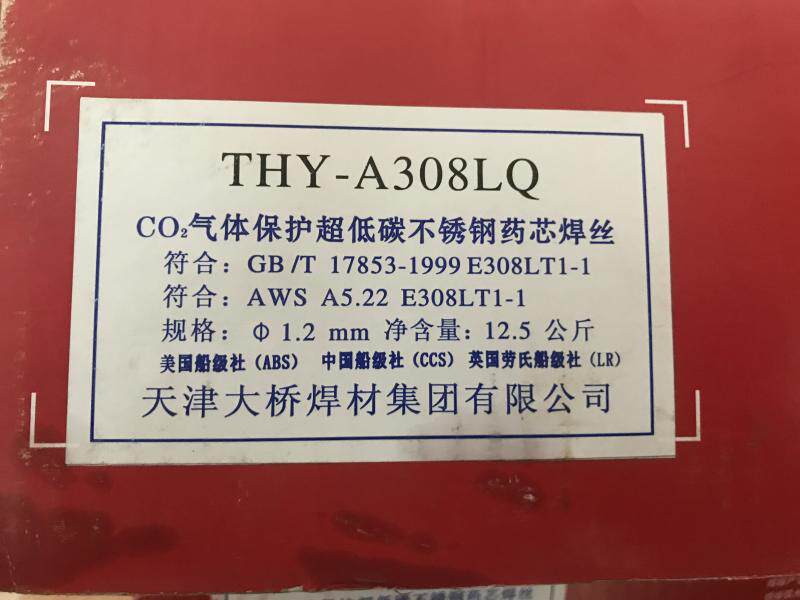 THY-A308LQ
CO₂气体保护超低碳不锈钢药芯焊丝
符合：GB/T 17853-1999 E308LT1-1
符合：AWS A5.22 E308LT1-1
规格：Φ1.2 mm 净含量：12.5 公斤
美国船级社（ABS） 中国船级社（CCS） 英国劳氏船级社（LR）
天津大桥焊材集团有限公司